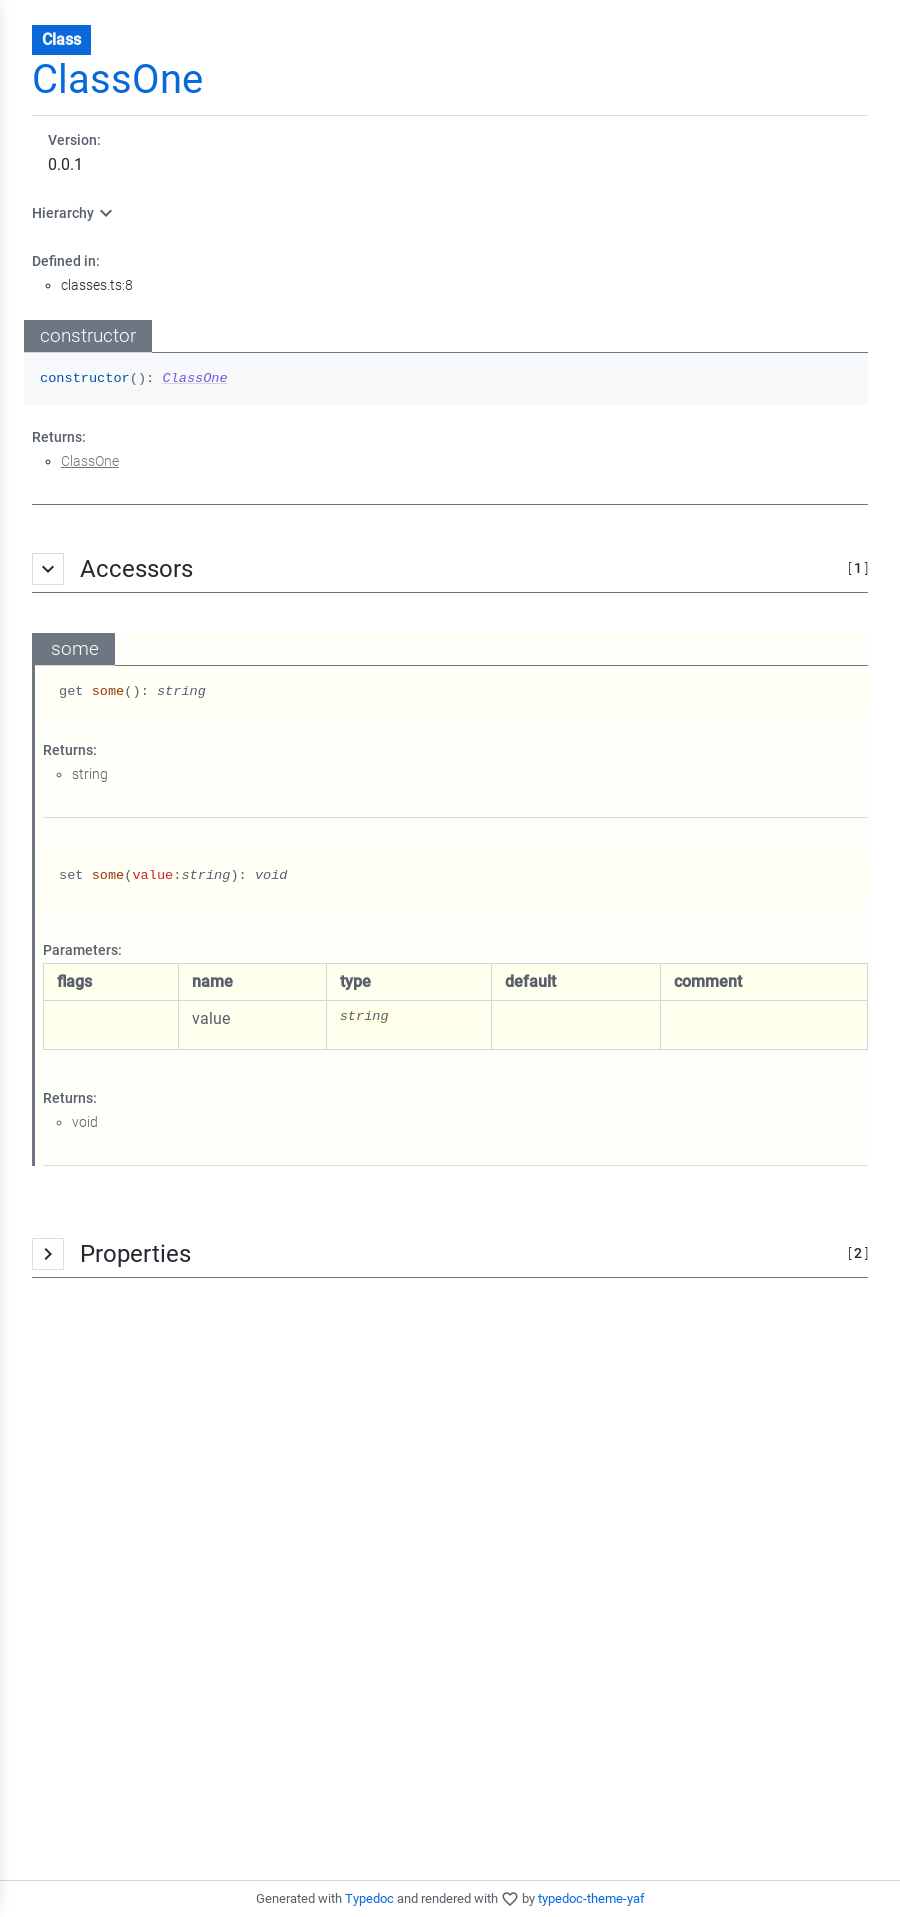 Class
ClassOne
Version:
0.0.1
Hierarchy
Defined in:
classes.ts:8
constructor
constructor(): ClassOne
Returns:
ClassOne
Accessors [ 1 ]
some
get some(): string
Returns:
string
set some(value:string): void
Parameters:
flags name type default comment
value string
Returns:
void
Properties [ 2 ]
Generated with Typedoc and rendered with by typedoc-theme-yaf